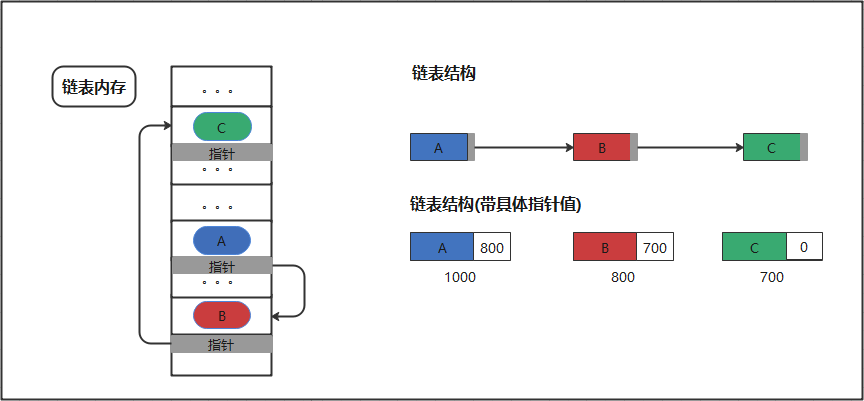 链表内存
。。。
C
指针
。。。
。。。
A
指针
。。。
B
指针
链表结构
A
B
C
链表结构(带具体指针值)
A 800
B 700
C 0
1000
800
700